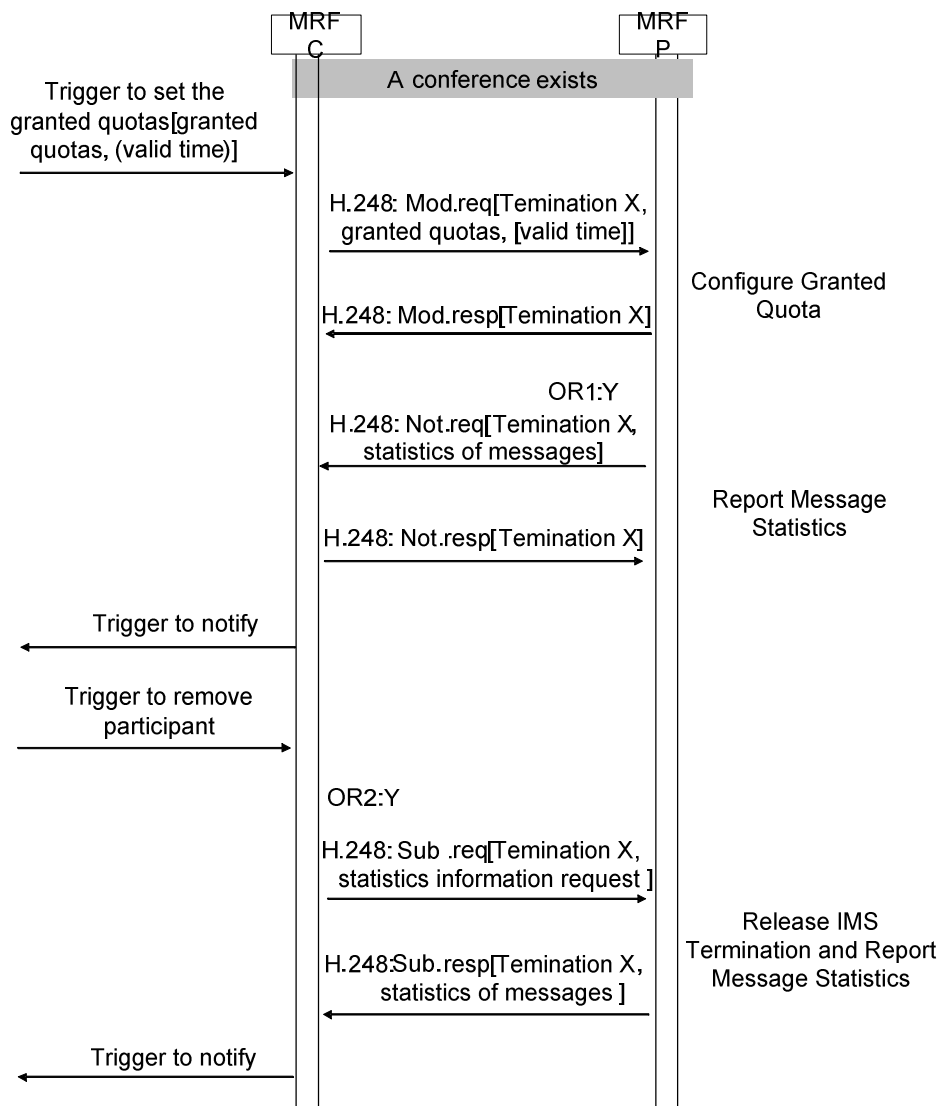 MRF
C
MRF
P
A conference exists
Trigger to set the
granted quotas[granted
quotas, (valid time)]
H.248: Mod.req[Temination X,
granted quotas, [valid time]]
Configure Granted
Quota
H.248: Mod.resp[Temination X]
OR1:Y
H.248: Not.req[Temination X,
statistics of messages]
Report Message
Statistics
H.248: Not.resp[Temination X]
Trigger to notify
Trigger to remove
participant
OR2:Y
H.248: Sub .req[Temination X,
statistics information request ]
Release IMS
Termination and Report
Message Statistics
H.248:Sub.resp[Temination X,
statistics of messages ]
Trigger to notify